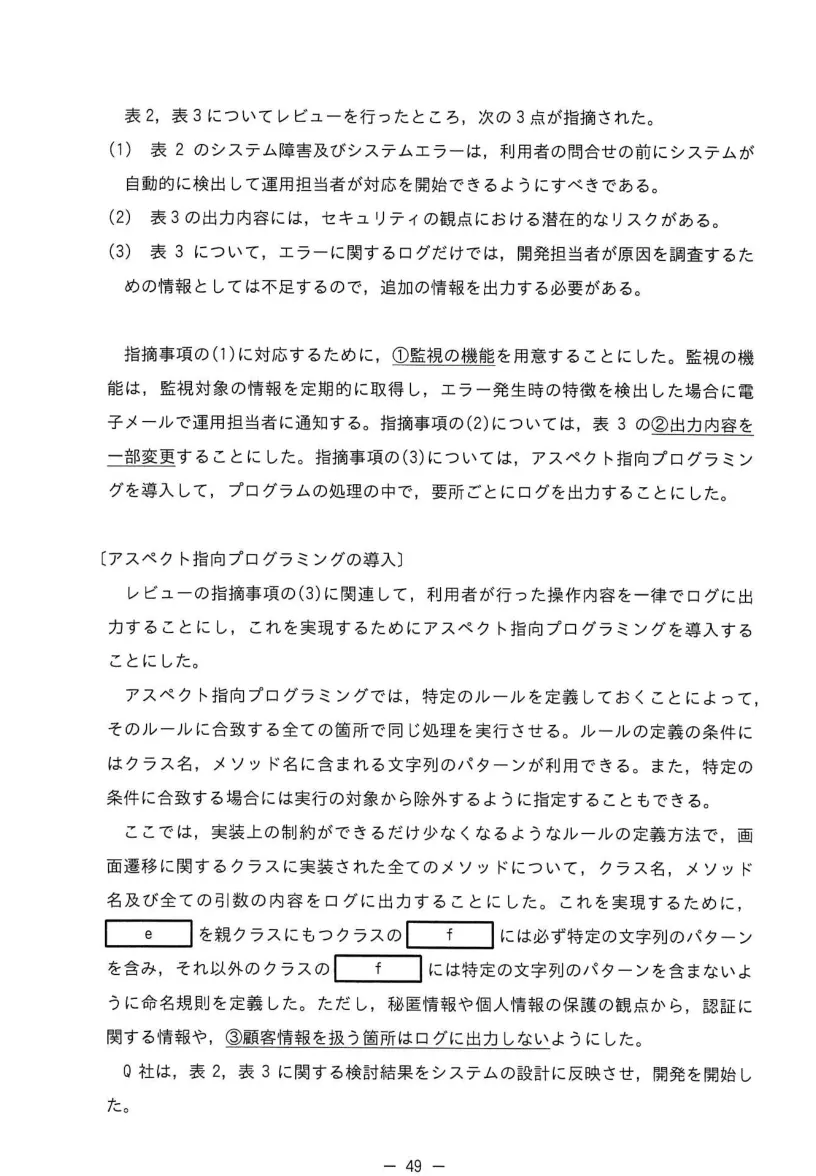 表2，表3についてレビューを行ったところ，次の3点が指摘された。
(1) 表2のシステム障害及びシステムエラーは，利用者の問合せの前にシステムが
自動的に検出して運用担当者が対応を開始できるようにすべきである。
(2) 表3の出力内容には，セキュリティの観点における潜在的なリスクがある。
(3) 表3について，エラーに関するログだけでは，開発担当者が原因を調査するた
めの情報としては不足するので，追加の情報を出力する必要がある。
指摘事項の(1)に対応するために，①監視の機能を用意することにした。監視の機
能は，監視対象の情報を定期的に取得し，エラー発生時の特徴を検出した場合に電
子メールで運用担当者に通知する。指摘事項の(2)については，表3の②出力内容を
一部変更することにした。指摘事項の(3)については，アスペクト指向プログラミン
グを導入して，プログラムの処理の中で，要所ごとにログを出力することにした。
〔アスペクト指向プログラミングの導入〕
レビューの指摘事項の(3)に関連して，利用者が行った操作内容を一律でログに出
力することにし，これを実現するためにアスペクト指向プログラミングを導入する
ことにした。
アスペクト指向プログラミングでは，特定のルールを定義しておくことによって，
そのルールに合致する全ての箇所で同じ処理を実行させる。ルールの定義の条件に
はクラス名，メソッド名に含まれる文字列のパターンが利用できる。また，特定の
条件に合致する場合には実行の対象から除外するように指定することもできる。
ここでは，実装上の制約ができるだけ少なくなるようなルールの定義方法で，画
面遷移に関するクラスに実装された全てのメソッドについて，クラス名，メソッド
名及び全ての引数の内容をログに出力することにした。これを実現するために，
e を親クラスにもつクラスの f には必ず特定の文字列のパターン
を含み，それ以外のクラスの f には特定の文字列のパターンを含まないよ
うに命名規則を定義した。ただし，秘匿情報や個人情報の保護の観点から，認証に
関する情報や，③顧客情報を扱う箇所はログに出力しないようにした。
Q社は，表2，表3に関する検討結果をシステムの設計に反映させ，開発を開始し
た。
－ 49 －